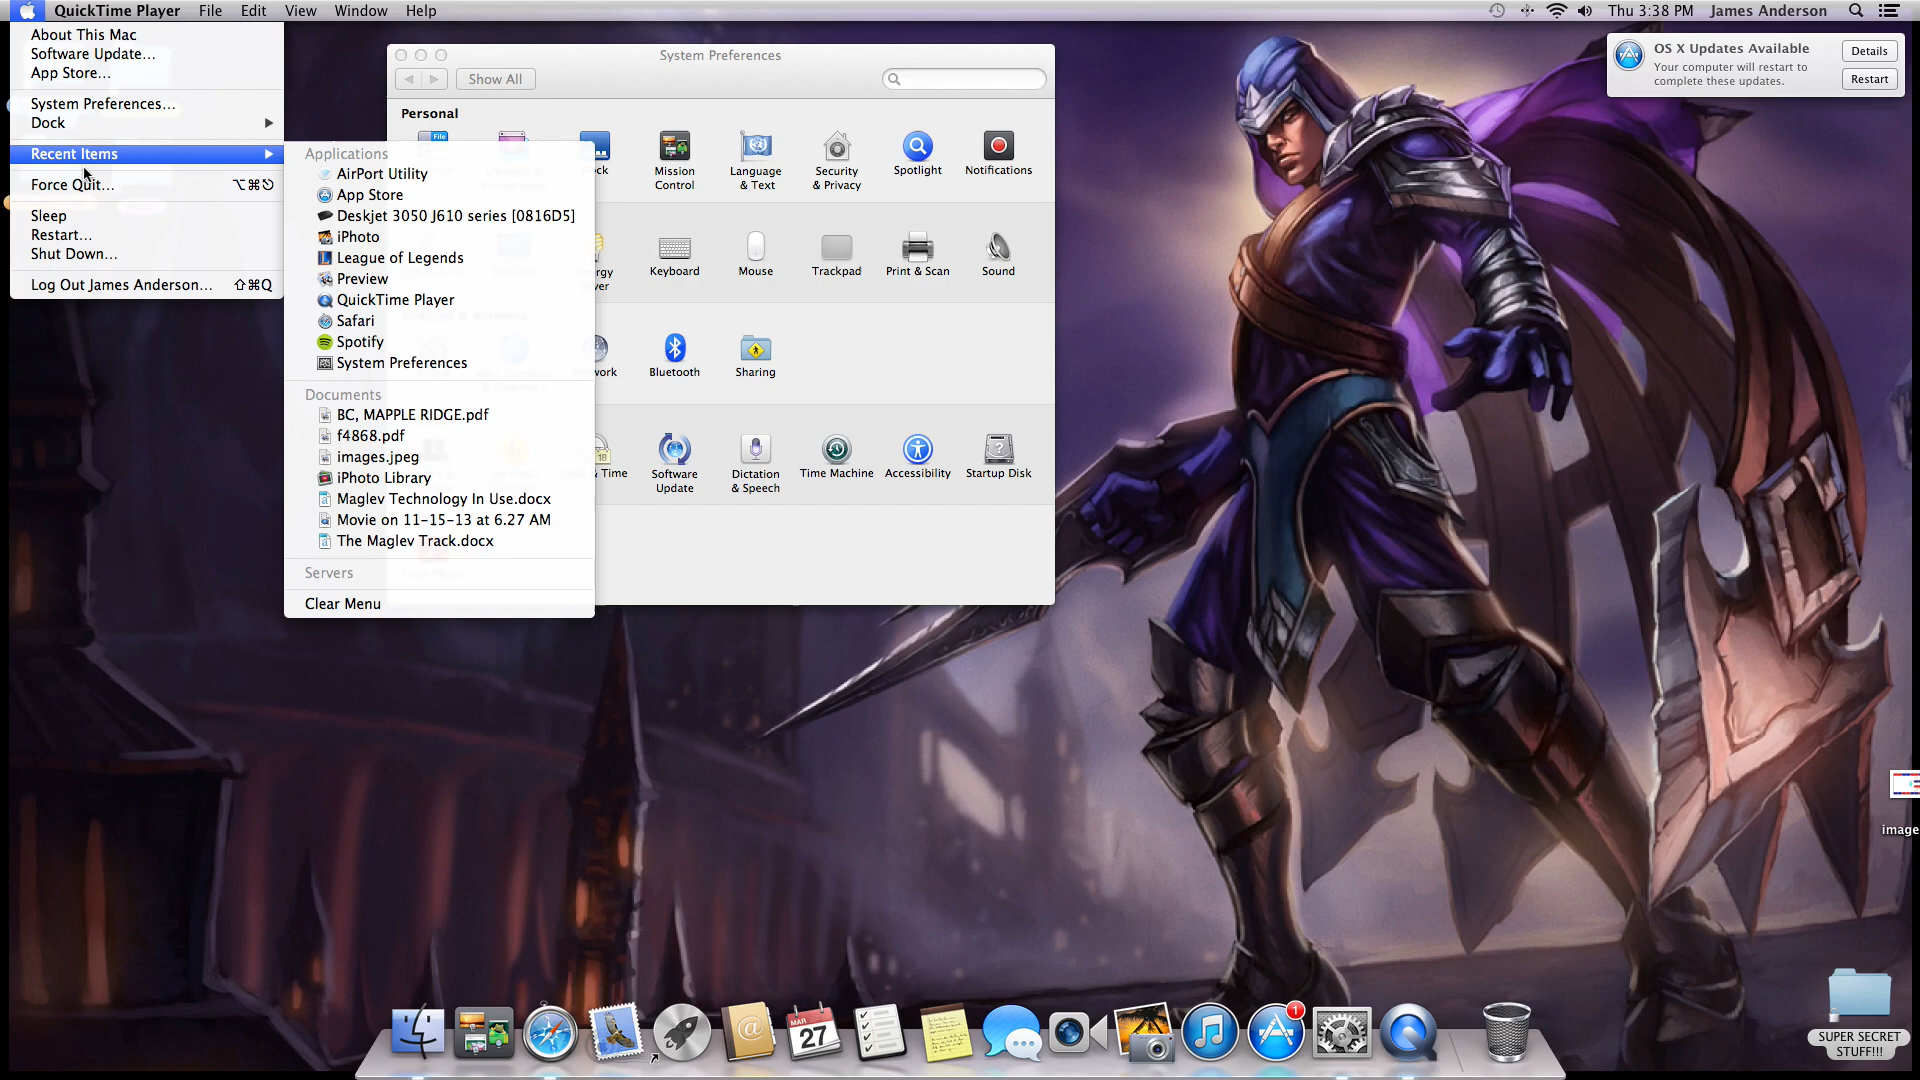 QuickTime Player File Edit View Window Help
Thu 3:38 PM James Anderson
About This Mac
Software Update...
App Store...
System Preferences...
Dock
Recent Items
Force Quit... ⌥⌘⎋
Sleep
Restart...
Shut Down...
Log Out James Anderson... ⇧⌘Q
Applications
AirPort Utility
App Store
Deskjet 3050 J610 series [0816D5]
iPhoto
League of Legends
Preview
QuickTime Player
Safari
Spotify
System Preferences
Documents
BC, MAPPLE RIDGE.pdf
f4868.pdf
images.jpeg
iPhoto Library
Maglev Technology In Use.docx
Movie on 11-15-13 at 6.27 AM
The Maglev Track.docx
Servers
Clear Menu
System Preferences
Show All
Personal
File
Mission
Control
Language
& Text
Security
& Privacy
Spotlight
Notifications
Keyboard
Mouse
Trackpad
Print & Scan
Sound
Bluetooth
Sharing
18
& Time
Software
Update
Dictation
& Speech
Time Machine
Accessibility
Startup Disk
OS X Updates Available
Your computer will restart to
complete these updates.
Details
Restart
image
SUPER SECRET
STUFF!!!
MAR
27
1